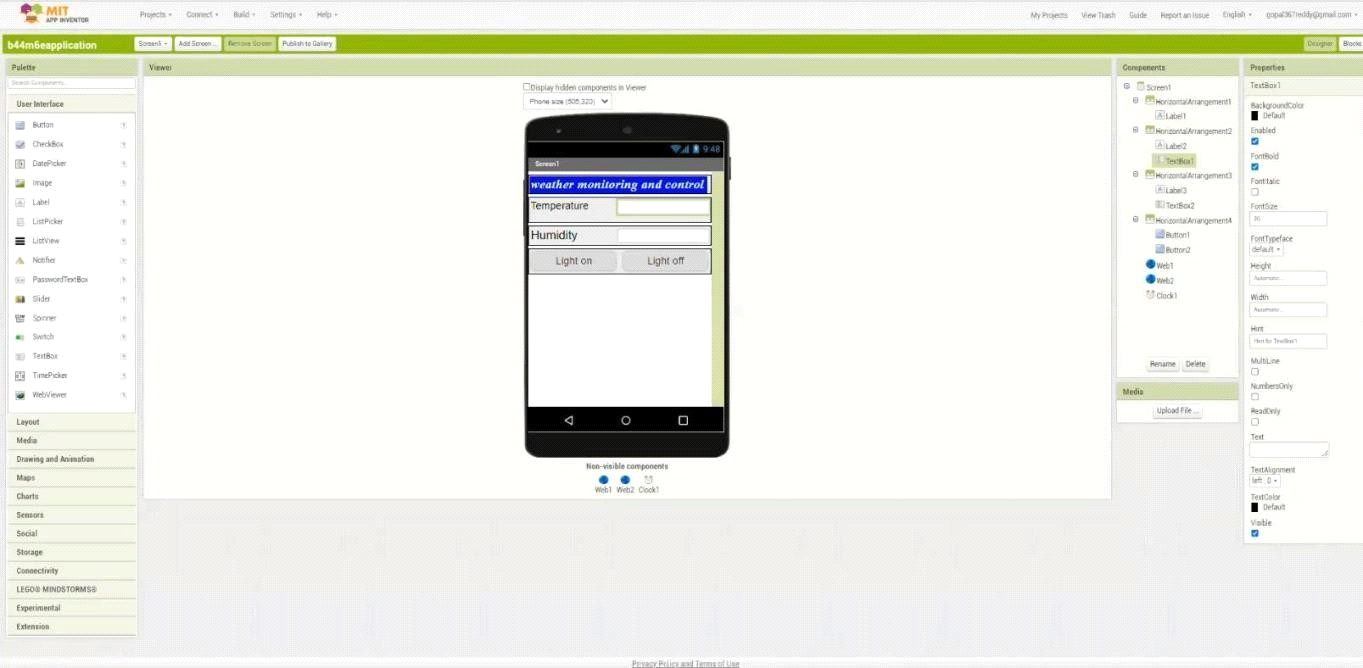 MIT
APP INVENTOR
Projects
Connect
Build
Settings
Help
My Projects
View Trash
Guide
Report an Issue
English
gopal367reddy@gmail.com
b44m6eapplication
Screen1
Add Screen ...
Remove Screen
Publish to Gallery
Designer
Blocks
Palette
Search Components...
User Interface
Button
CheckBox
DatePicker
Image
Label
ListPicker
ListView
Notifier
PasswordTextBox
Slider
Spinner
Switch
TextBox
TimePicker
WebViewer
Layout
Media
Drawing and Animation
Maps
Charts
Sensors
Social
Storage
Connectivity
LEGO® MINDSTORMS®
Experimental
Extension
Viewer
Display hidden components in Viewer
Phone size (505,320)
9:48
Screen1
weather monitoring and control
Temperature
Humidity
Light on Light off
Non-visible components
Web1 Web2 Clock1
Components
Screen1
HorizontalArrangement1
Label1
HorizontalArrangement2
Label2
TextBox1
HorizontalArrangement3
Label3
TextBox2
HorizontalArrangement4
Button1
Button2
Web1
Web2
Clock1
Rename Delete
Media
Upload File ...
Properties
TextBox1
BackgroundColor
Default
Enabled
FontBold
FontItalic
FontSize
20
FontTypeface
default
Height
Automatic...
Width
Automatic...
Hint
Hint for TextBox1
MultiLine
NumbersOnly
ReadOnly
Text
TextAlignment
left : 0
TextColor
Default
Visible
Privacy Policy and Terms of Use